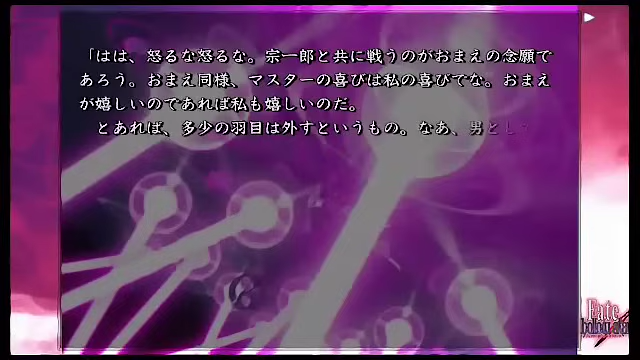 「はは、怒るな怒るな。宗一郎と共に戦うのがおまえの念願で
あろう。おまえ同様、マスターの喜びは私の喜びでな。おまえ
が嬉しいのであれば私も嬉しいのだ。
　とあれば、多少の羽目は外すというもの。なあ、男とし
Fate
hollow ataraxia